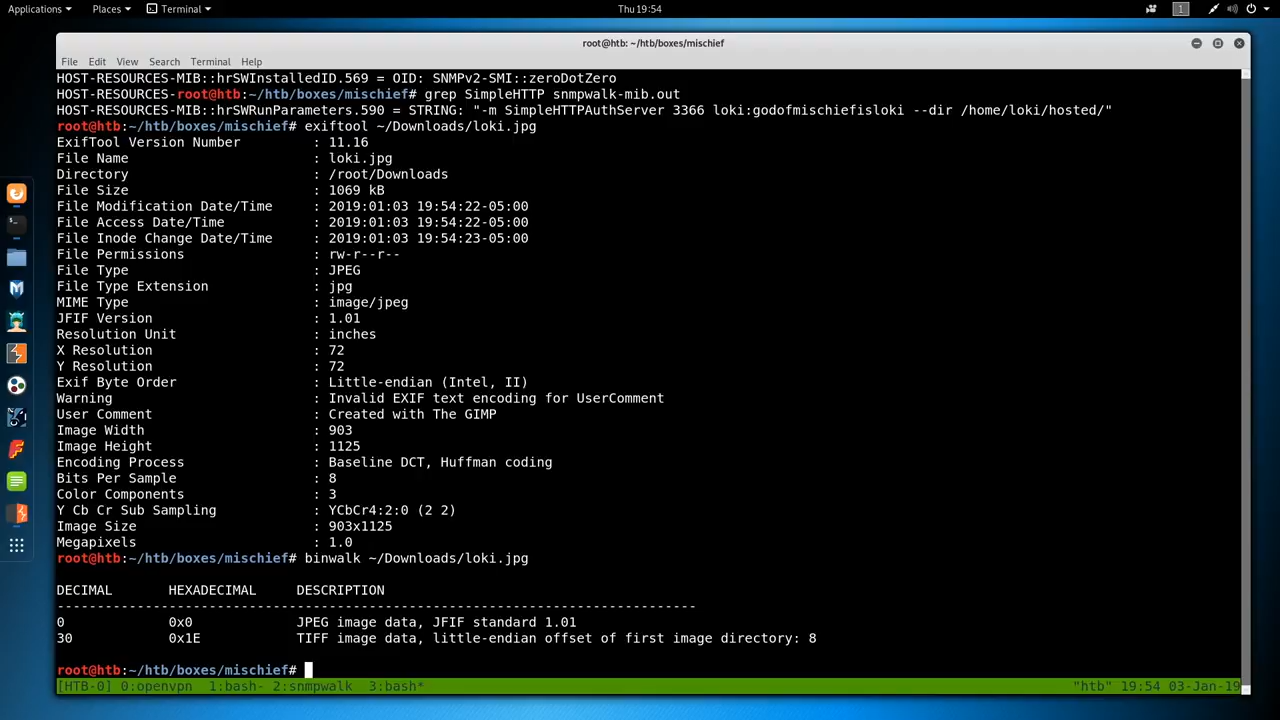 Applications Places Terminal Thu 19:54 1
root@htb: ~/htb/boxes/mischief
File Edit View Search Terminal Help
HOST-RESOURCES-MIB::hrSWInstalledID.569 = OID: SNMPv2-SMI::zeroDotZero
HOST-RESOURCES-root@htb:~/htb/boxes/mischief# grep SimpleHTTP snmpwalk-mib.out
HOST-RESOURCES-MIB::hrSWRunParameters.590 = STRING: "-m SimpleHTTPAuthServer 3366 loki:godofmischiefisloki --dir /home/loki/hosted/"
root@htb:~/htb/boxes/mischief# exiftool ~/Downloads/loki.jpg
ExifTool Version Number : 11.16
File Name : loki.jpg
Directory : /root/Downloads
File Size : 1069 kB
File Modification Date/Time : 2019:01:03 19:54:22-05:00
File Access Date/Time : 2019:01:03 19:54:22-05:00
File Inode Change Date/Time : 2019:01:03 19:54:23-05:00
File Permissions : rw-r--r--
File Type : JPEG
File Type Extension : jpg
MIME Type : image/jpeg
JFIF Version : 1.01
Resolution Unit : inches
X Resolution : 72
Y Resolution : 72
Exif Byte Order : Little-endian (Intel, II)
Warning : Invalid EXIF text encoding for UserComment
User Comment : Created with The GIMP
Image Width : 903
Image Height : 1125
Encoding Process : Baseline DCT, Huffman coding
Bits Per Sample : 8
Color Components : 3
Y Cb Cr Sub Sampling : YCbCr4:2:0 (2 2)
Image Size : 903x1125
Megapixels : 1.0
root@htb:~/htb/boxes/mischief# binwalk ~/Downloads/loki.jpg
DECIMAL HEXADECIMAL DESCRIPTION
--------------------------------------------------------------------------------
0 0x0 JPEG image data, JFIF standard 1.01
30 0x1E TIFF image data, little-endian offset of first image directory: 8
root@htb:~/htb/boxes/mischief#
[HTB-0] 0:openvpn 1:bash- 2:snmpwalk 3:bash* "htb" 19:54 03-Jan-19